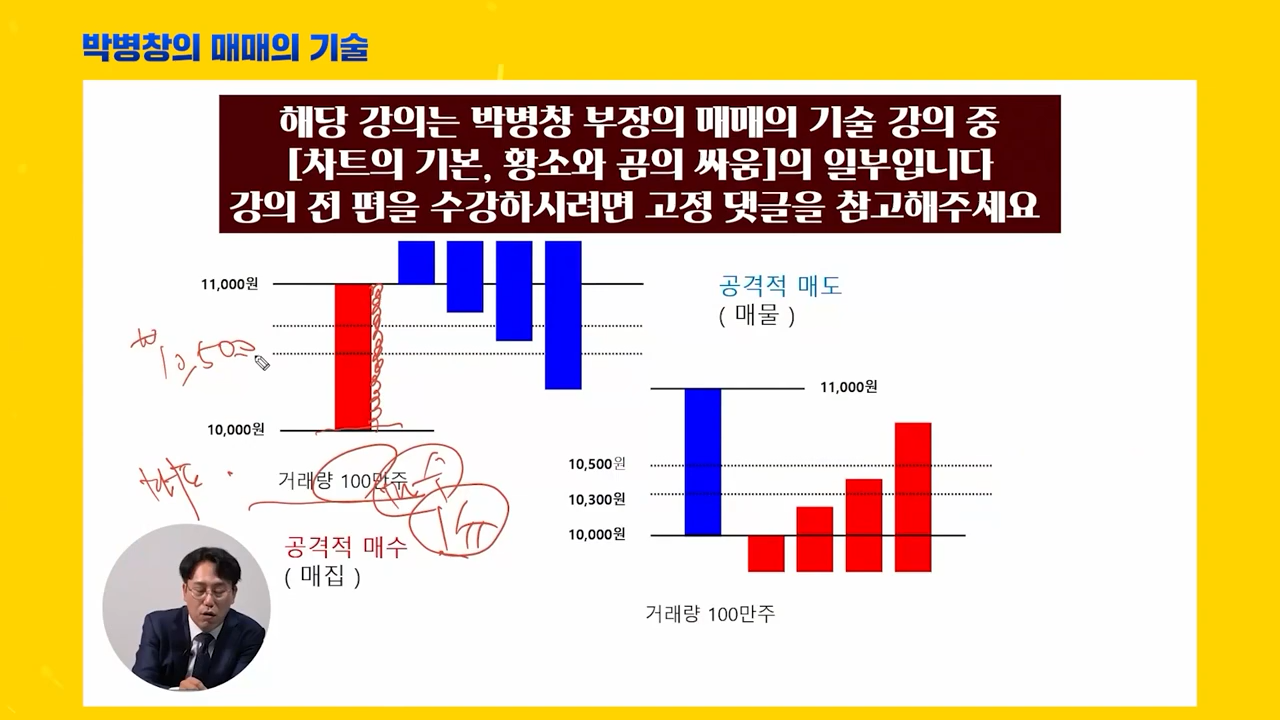 박병창의 매매의 기술
해당 강의는 박병창 부장의 매매의 기술 강의 중
[차트의 기본, 황소와 곰의 싸움]의 일부입니다
강의 전 편을 수강하시려면 고정 댓글을 참고해주세요
11,000원
공격적 매도
( 매물 )
₩10,500
10,000원
거래량 100만주
공격적 매수
( 매집 )
11,000원
10,500원
10,300원
10,000원
거래량 100만주